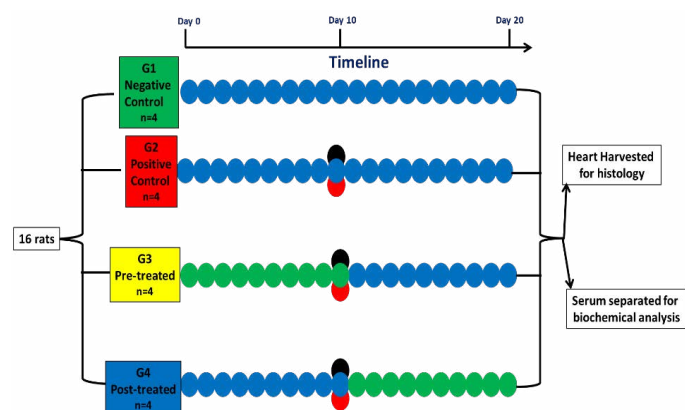 Day 0
Day 10
Day 20
Timeline
G1
Negative
Control
n=4
G2
Positive
Control
n=4
16 rats
G3
Pre-treated
n=4
G4
Post-treated
n=4
Heart Harvested
for histology
Serum separated for
biochemical analysis